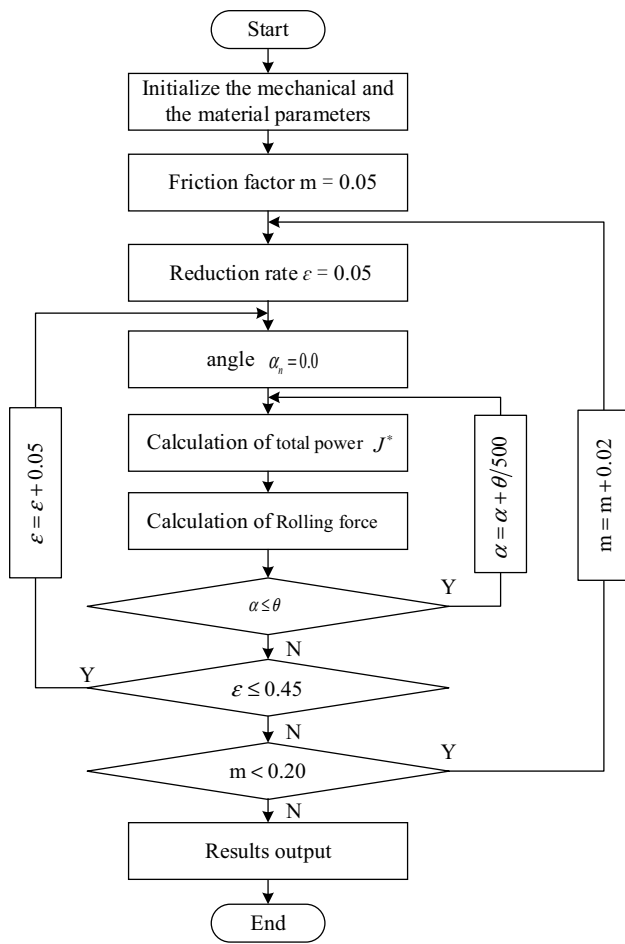 Start
Initialize the mechanical and
the material parameters
Friction factor m = 0.05
Reduction rate ε = 0.05
angle αₙ = 0.0
Calculation of total power J*
Calculation of Rolling force
α ≤ θ
Y
N
α = α + θ/500
ε ≤ 0.45
Y
N
ε = ε + 0.05
m < 0.20
Y
N
m = m + 0.02
Results output
End